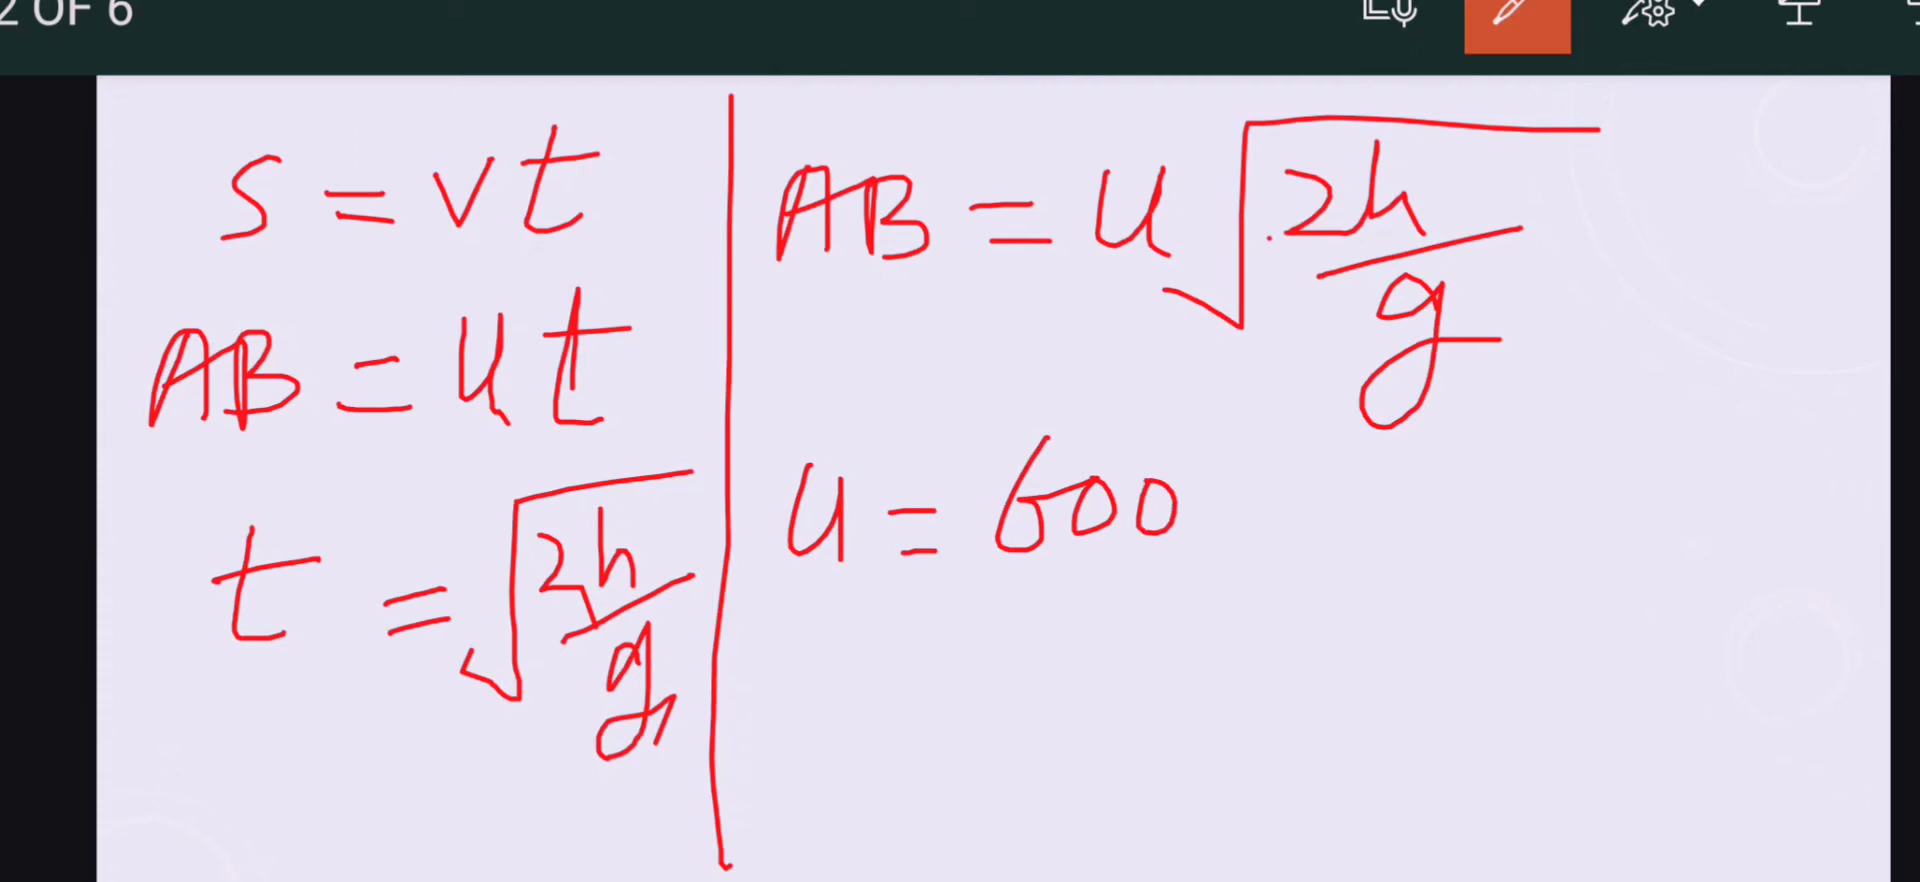 2 OF 6
s = vt
AB = ut
t = √(2h/g)
AB = u√(2h/g)
u = 600